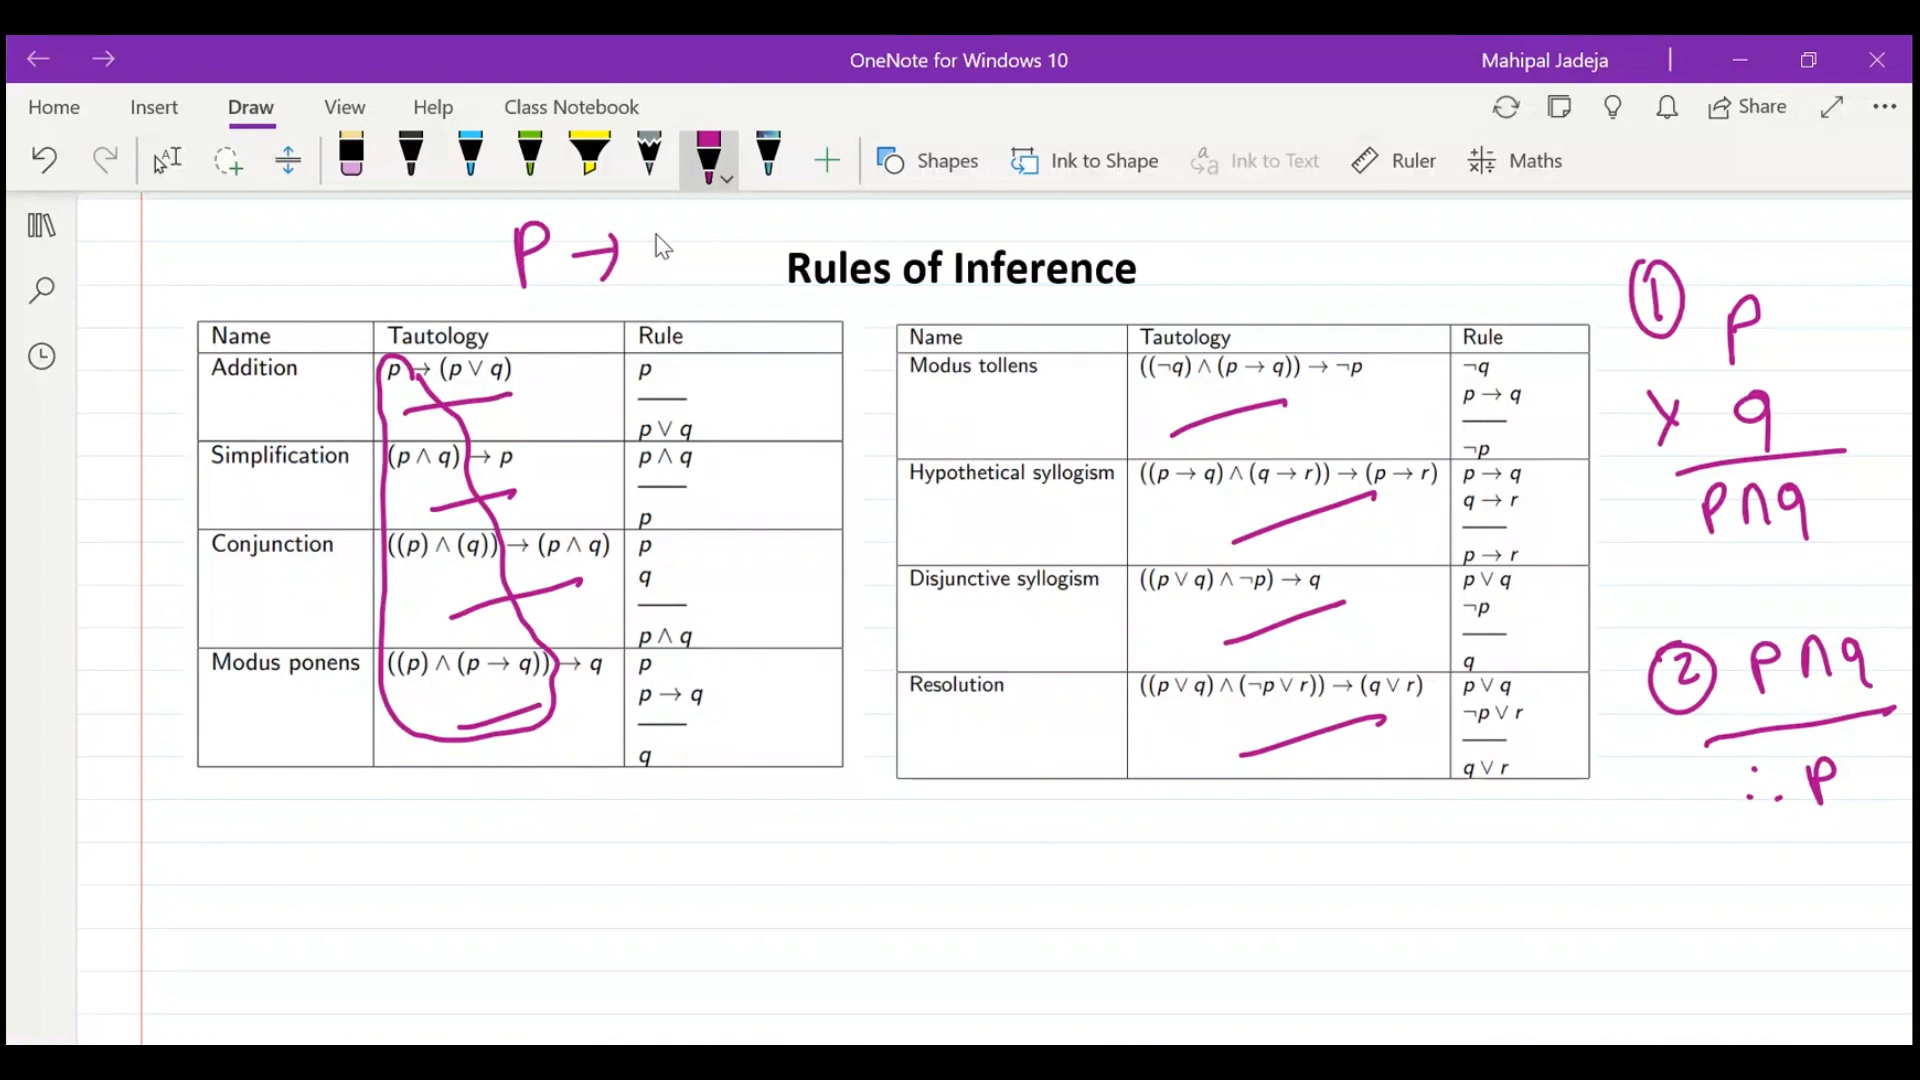 OneNote for Windows 10
Mahipal Jadeja
Home Insert Draw View Help Class Notebook
Share
Shapes Ink to Shape Ink to Text Ruler Maths
p →
Rules of Inference
Name Tautology Rule
Addition p → (p ∨ q) p
p ∨ q
Simplification (p ∧ q) → p p ∧ q
p
Conjunction ((p) ∧ (q)) → (p ∧ q) p
q
p ∧ q
Modus ponens ((p) ∧ (p → q)) → q p
p → q
q
Name Tautology Rule
Modus tollens ((¬q) ∧ (p → q)) → ¬p ¬q
p → q
¬p
Hypothetical syllogism ((p → q) ∧ (q → r)) → (p → r) p → q
q → r
p → r
Disjunctive syllogism ((p ∨ q) ∧ ¬p) → q p ∨ q
¬p
q
Resolution ((p ∨ q) ∧ (¬p ∨ r)) → (q ∨ r) p ∨ q
¬p ∨ r
q ∨ r
① p
q
p ∧ q
② p ∧ q
∴ p